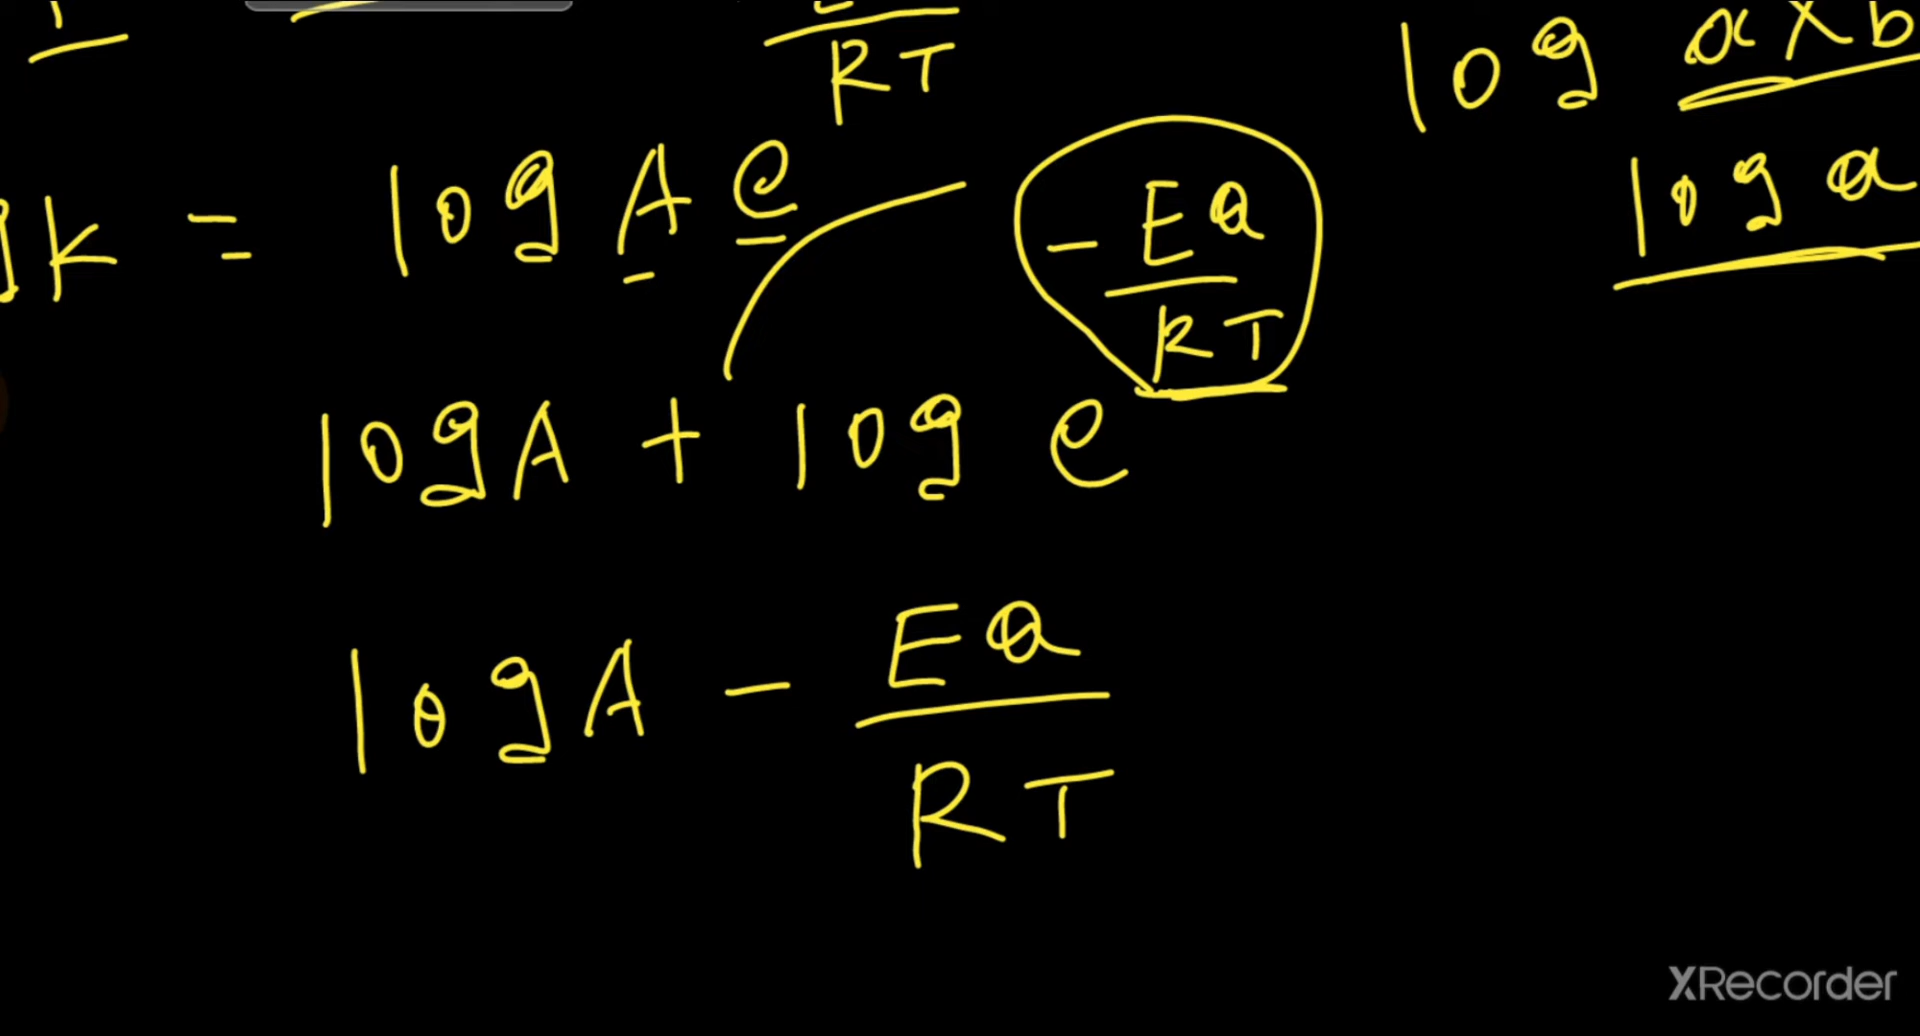 RT
log a×b
k = log A e
log a
-Ea
RT
log A + log e
log A - Ea
RT
XRecorder